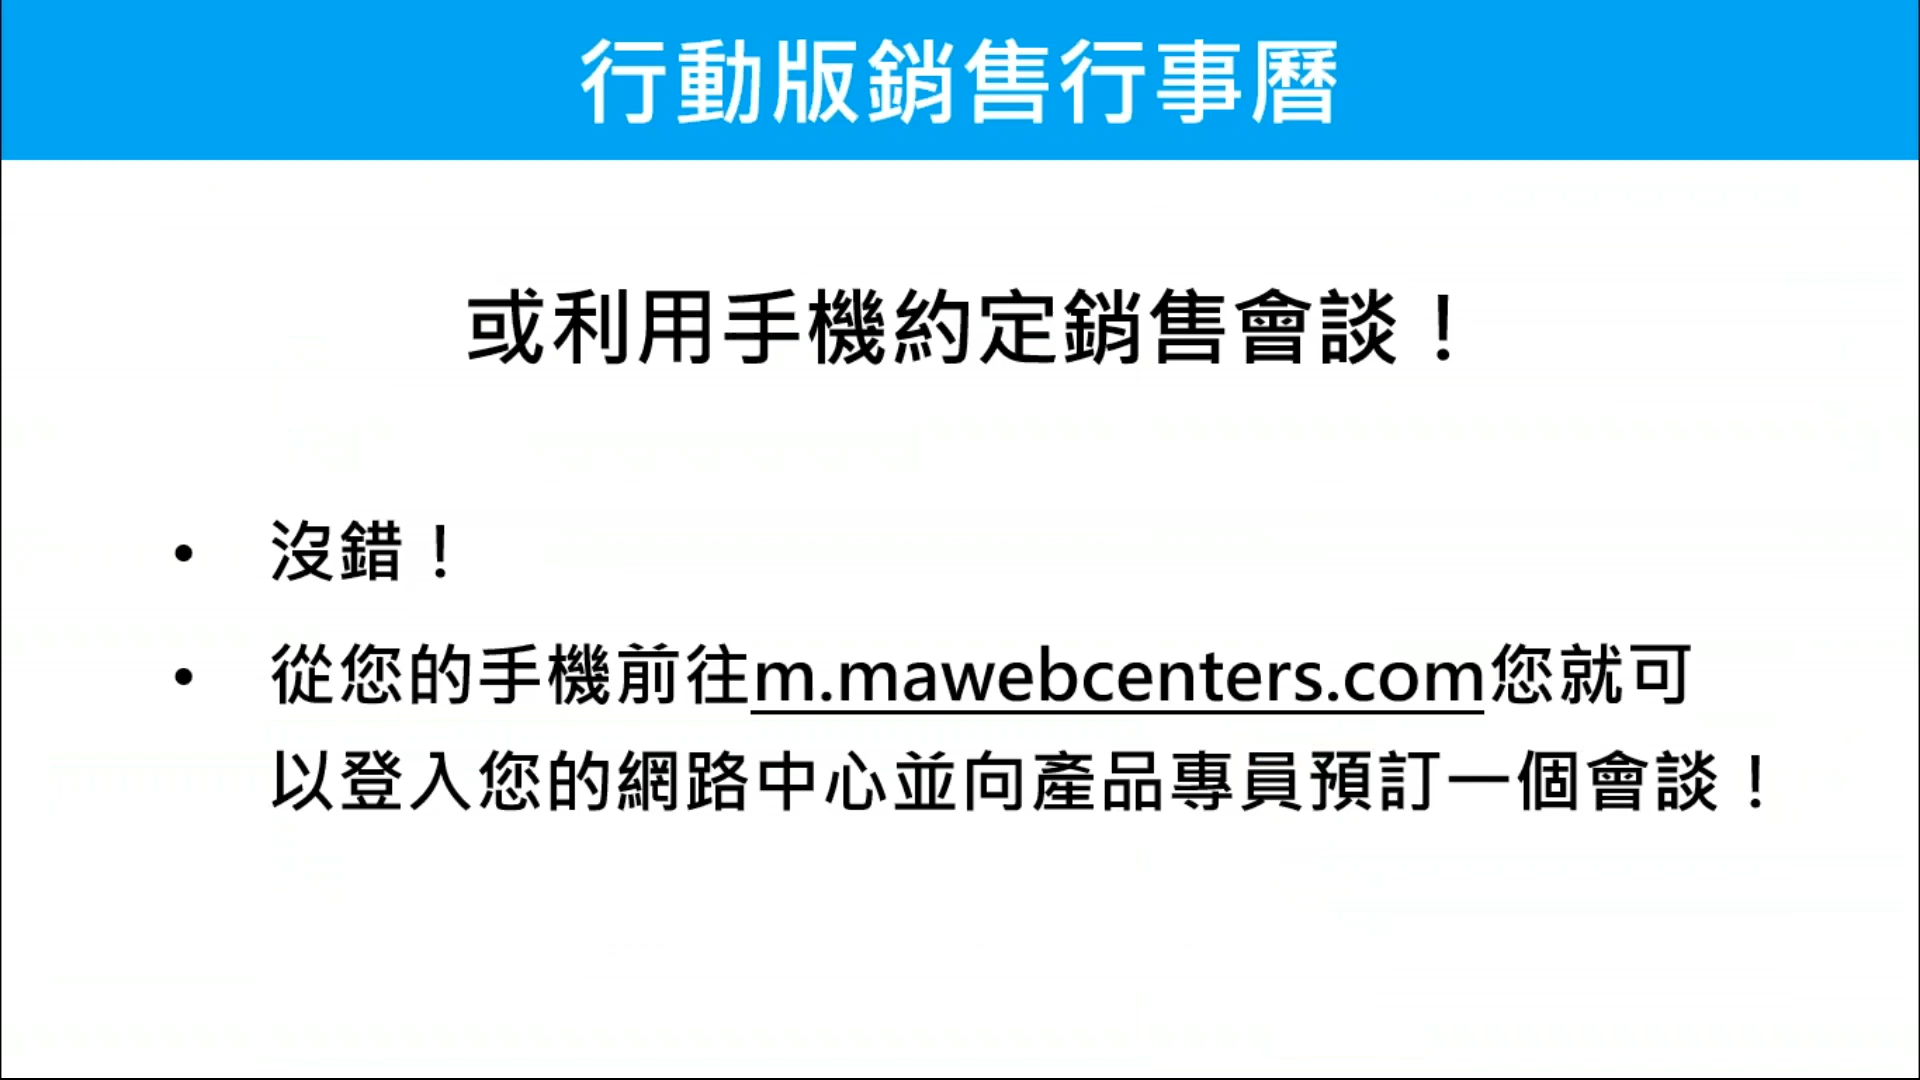 行動版銷售行事曆
或利用手機約定銷售會談！
• 沒錯！
• 從您的手機前往m.mawebcenters.com您就可
以登入您的網路中心並向產品專員預訂一個會談！